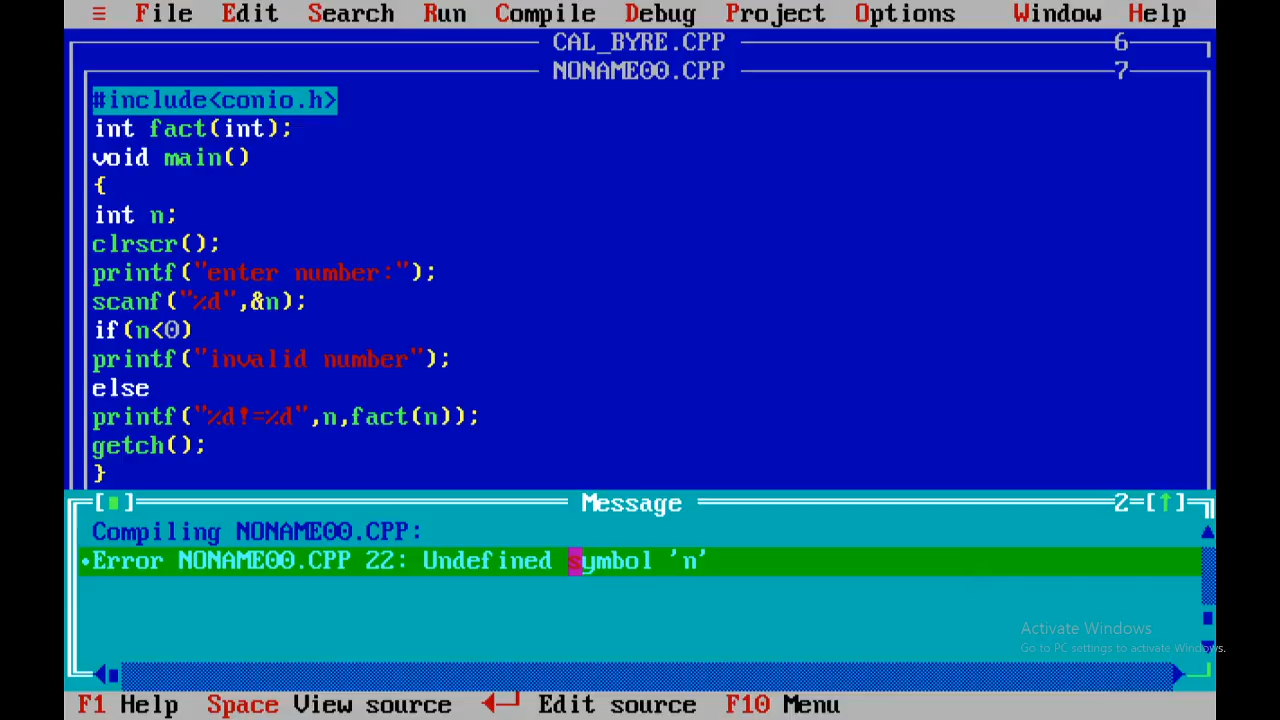 ≡ File Edit Search Run Compile Debug Project Options Window Help
CAL_BYRE.CPP 6
NONAME00.CPP 7
#include<conio.h>
int fact(int);
void main()
{
int n;
clrscr();
printf("enter number:");
scanf("%d",&n);
if(n<0)
printf("invalid number");
else
printf("%d!=%d",n,fact(n));
getch();
}
[■] Message 2=[↑]
Compiling NONAME00.CPP:
•Error NONAME00.CPP 22: Undefined symbol 'n'
Activate Windows
Go to PC settings to activate Windows.
F1 Help Space View source ◄┘ Edit source F10 Menu